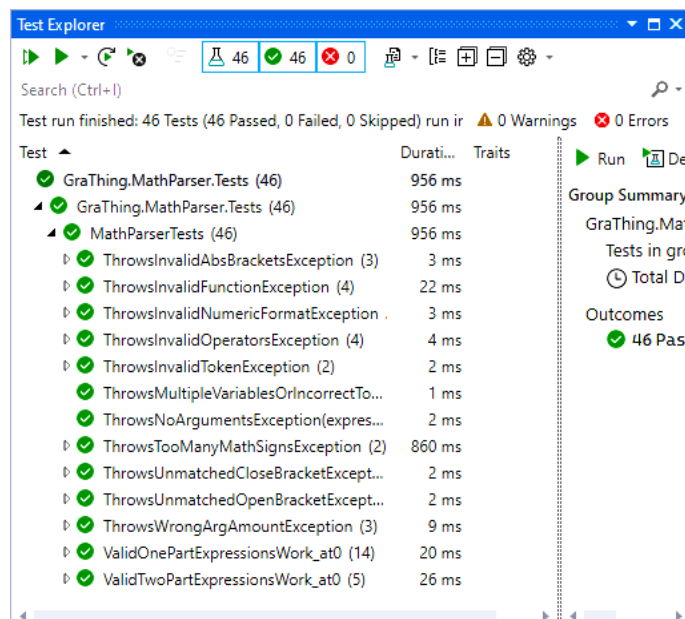 Test Explorer
46 46 0
Search (Ctrl+I)
Test run finished: 46 Tests (46 Passed, 0 Failed, 0 Skipped) run ir 0 Warnings 0 Errors
Test Durati... Traits
GraThing.MathParser.Tests (46) 956 ms
GraThing.MathParser.Tests (46) 956 ms
MathParserTests (46) 956 ms
ThrowsInvalidAbsBracketsException (3) 3 ms
ThrowsInvalidFunctionException (4) 22 ms
ThrowsInvalidNumericFormatException . 3 ms
ThrowsInvalidOperatorsException (4) 4 ms
ThrowsInvalidTokenException (2) 2 ms
ThrowsMultipleVariablesOrIncorrectTo... 1 ms
ThrowsNoArgumentsException(expres... 2 ms
ThrowsTooManyMathSignsException (2) 860 ms
ThrowsUnmatchedCloseBracketExcept... 2 ms
ThrowsUnmatchedOpenBracketExcept... 2 ms
ThrowsWrongArgAmountException (3) 9 ms
ValidOnePartExpressionsWork_at0 (14) 20 ms
ValidTwoPartExpressionsWork_at0 (5) 26 ms
Run De
Group Summary
GraThing.Mat
Tests in gro
Total D
Outcomes
46 Pas